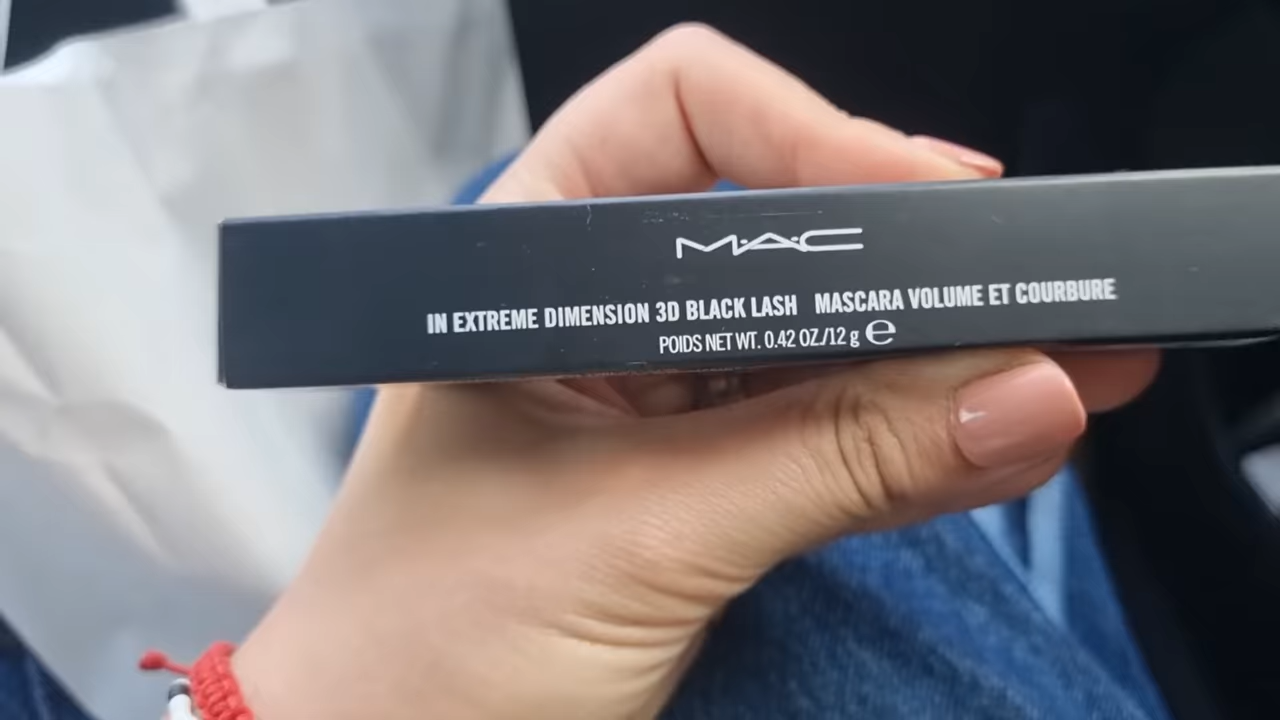 M·A·C
IN EXTREME DIMENSION 3D BLACK LASH MASCARA VOLUME ET COURBURE
POIDS NET WT. 0.42 OZ./12 g ℮